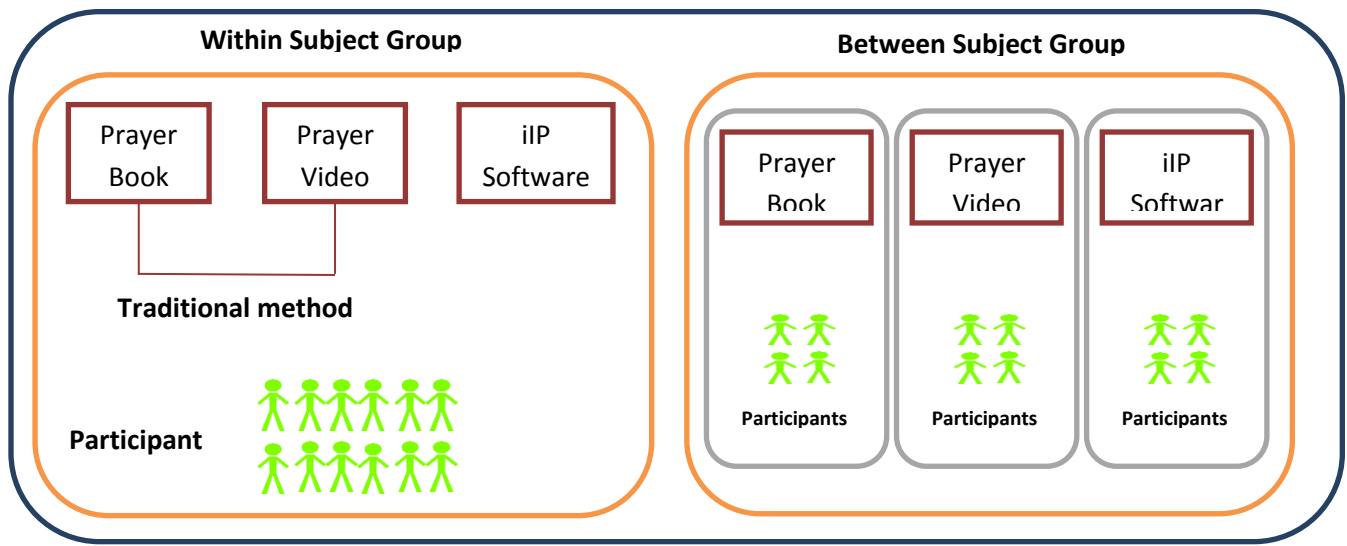 Within Subject Group
Prayer
Book
Prayer
Video
iIP
Software
Traditional method
Participant
Between Subject Group
Prayer
Book
Prayer
Video
iIP
Softwar
Participants
Participants
Participants